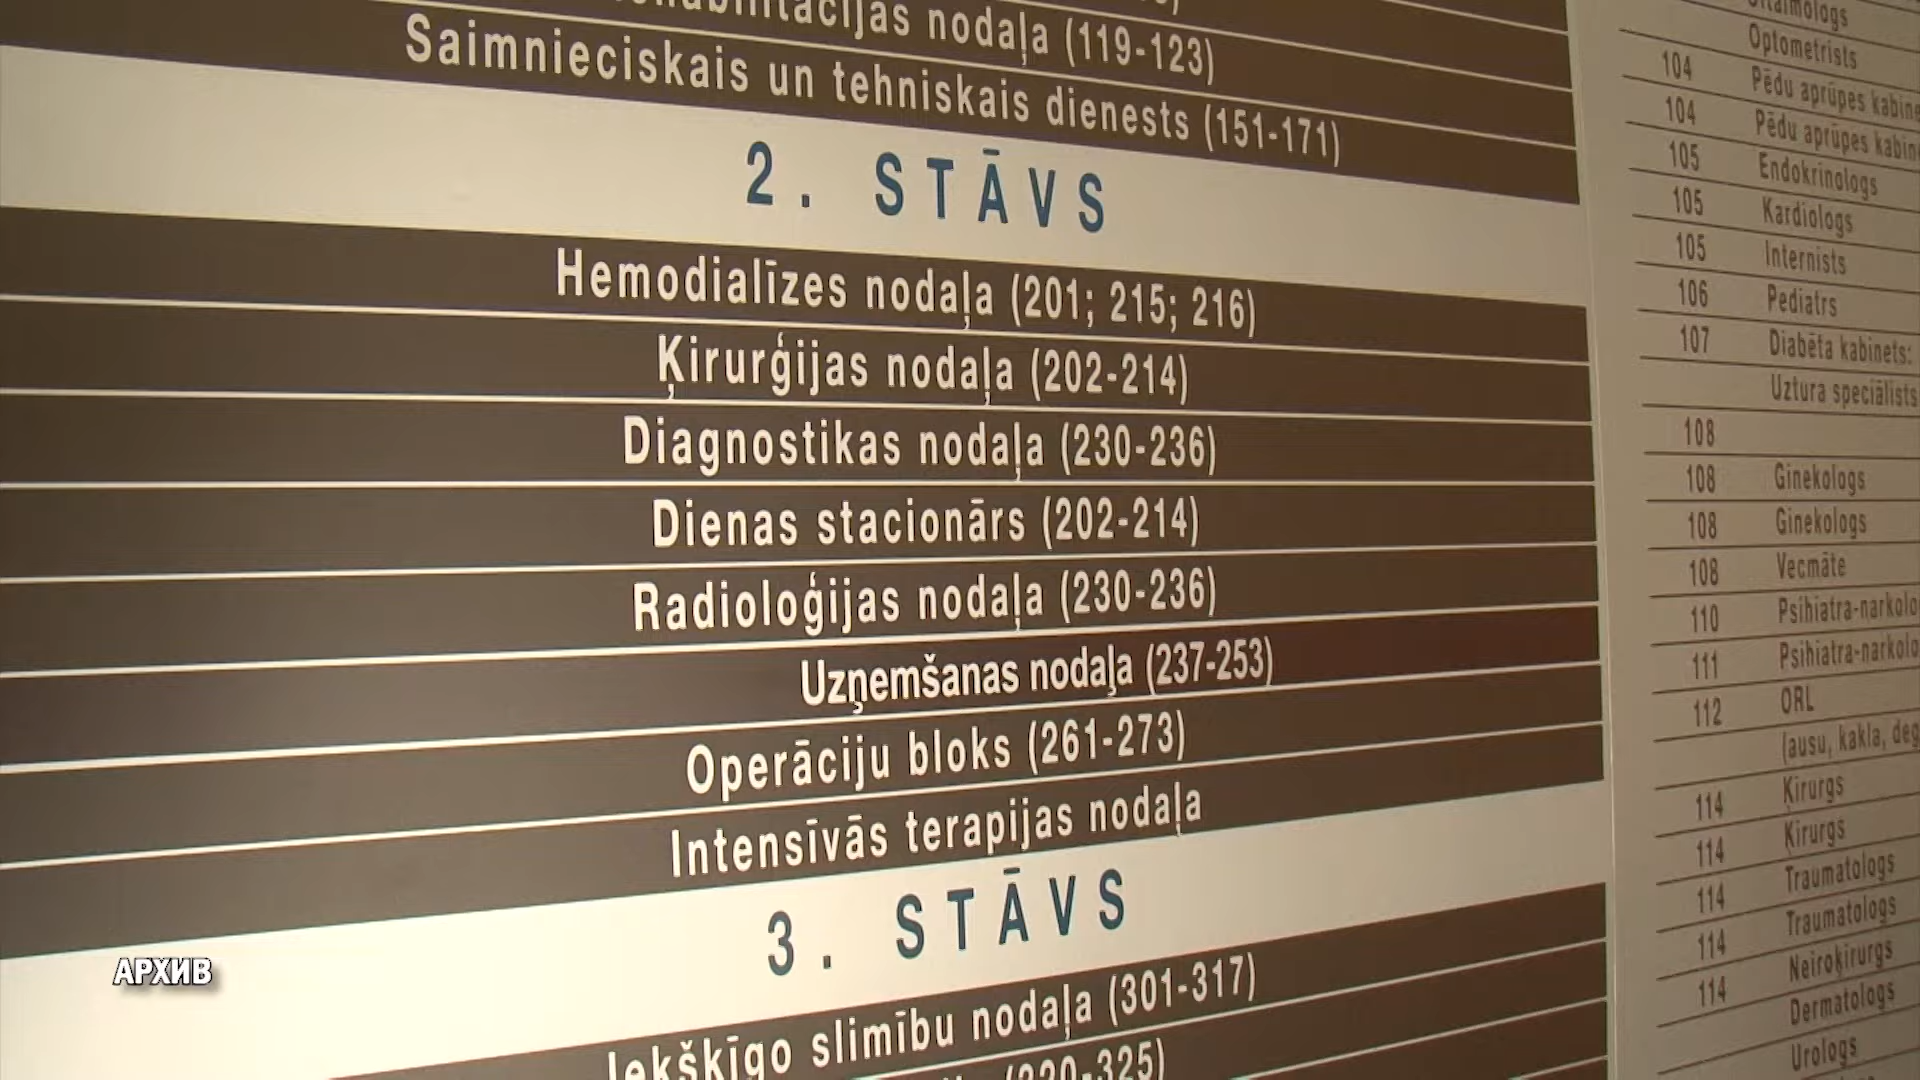 nodaļa (119-123)
Saimnieciskais un tehniskais dienests (151-171)
2. STĀVS
Hemodialīzes nodaļa (201; 215; 216)
Ķirurģijas nodaļa (202-214)
Diagnostikas nodaļa (230-236)
Dienas stacionārs (202-214)
Radioloģijas nodaļa (230-236)
Uzņemšanas nodaļa (237-253)
Operāciju bloks (261-273)
Intensīvās terapijas nodaļa
3. STĀVS
Iekšķīgo slimību nodaļa (301-317)
АРХИВ
Optometrists
104 Pēdu aprūpes
104 Pēdu aprūpes
105 Endokrinologs
105 Kardiologs
105 Internists
106 Pediatrs
107 Diabēta kabinets:
Uztura speciālists
108
108 Ginekologs
108 Ginekologs
108 Vecmāte
110
111
112 ORL
(ausu, kakla,
114 Ķirurgs
114 Ķirurgs
114 Traumatologs
114 Traumatologs
114 Neiroķirurgs
Dermatologs
Urologs